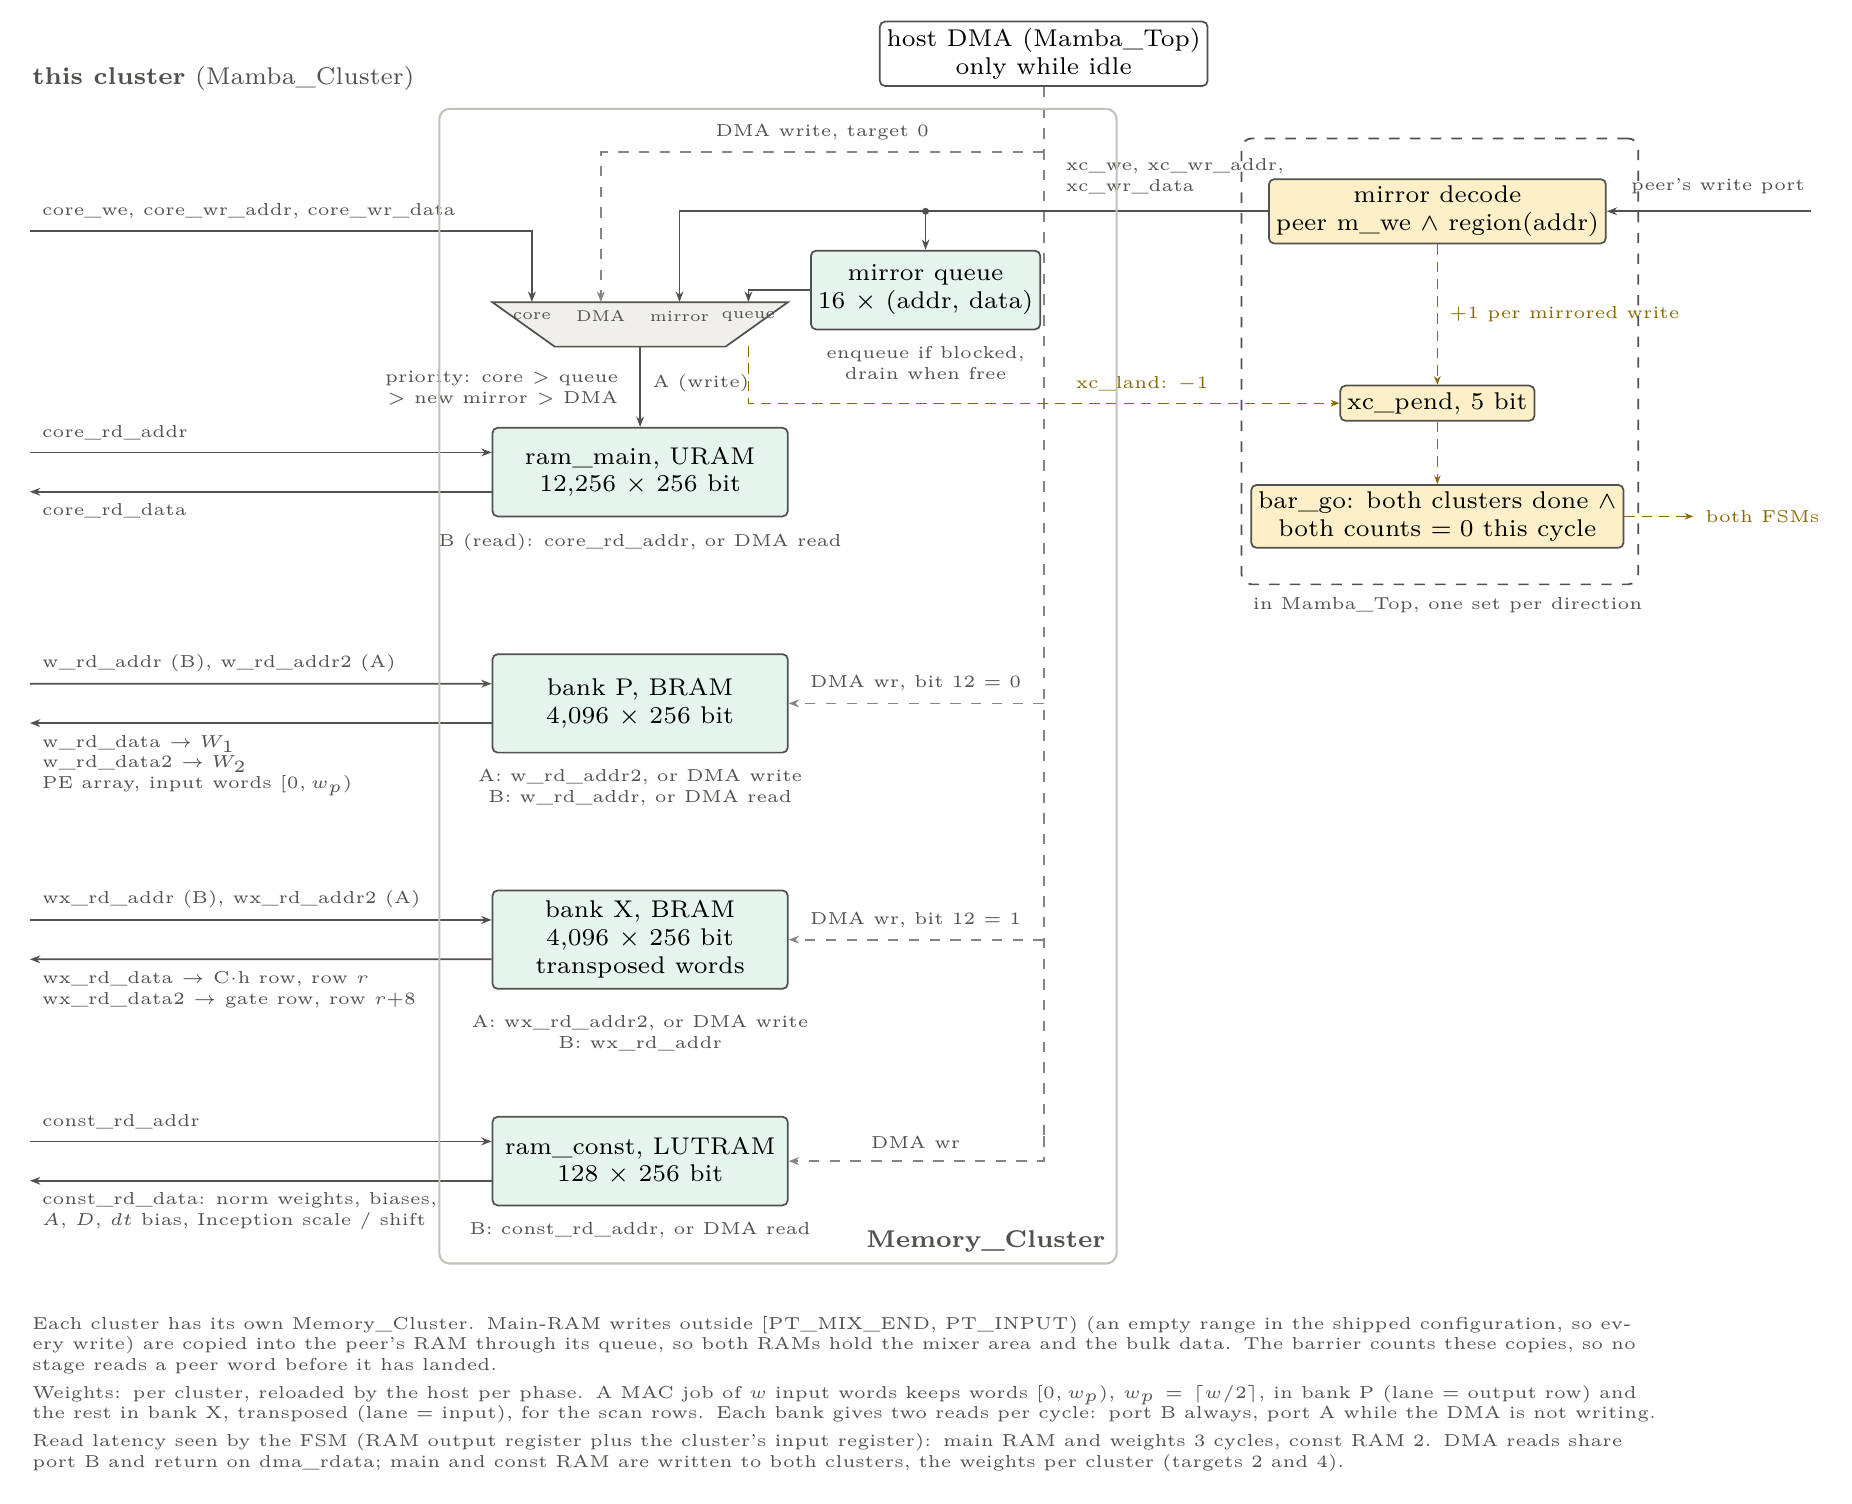 host DMA (Mamba_Top)
only while idle
this cluster (Mamba_Cluster)
DMA write, target 0
xc_we, xc_wr_addr,
xc_wr_data
mirror decode
peer m_we ∧ region(addr)
peer's write port
core_we, core_wr_addr, core_wr_data
mirror queue
16 × (addr, data)
core
DMA
mirror
queue
+1 per mirrored write
enqueue if blocked,
drain when free
priority: core > queue
> new mirror > DMA
A (write)
xc_land: −1
xc_pend, 5 bit
core_rd_addr
ram_main, URAM
12,256 × 256 bit
core_rd_data
bar_go: both clusters done ∧
both counts = 0 this cycle
both FSMs
B (read): core_rd_addr, or DMA read
in Mamba_Top, one set per direction
w_rd_addr (B), w_rd_addr2 (A)
bank P, BRAM
4,096 × 256 bit
DMA wr, bit 12 = 0
w_rd_data → W₁
w_rd_data2 → W₂
PE array, input words [0, wₚ)
A: w_rd_addr2, or DMA write
B: w_rd_addr, or DMA read
wx_rd_addr (B), wx_rd_addr2 (A)
bank X, BRAM
4,096 × 256 bit
transposed words
DMA wr, bit 12 = 1
wx_rd_data → C·h row, row r
wx_rd_data2 → gate row, row r+8
A: wx_rd_addr2, or DMA write
B: wx_rd_addr
const_rd_addr
ram_const, LUTRAM
128 × 256 bit
DMA wr
const_rd_data: norm weights, biases,
A, D, dt bias, Inception scale / shift
B: const_rd_addr, or DMA read
Memory_Cluster
Each cluster has its own Memory_Cluster. Main-RAM writes outside [PT_MIX_END, PT_INPUT) (an empty range in the shipped configuration, so ev-
ery write) are copied into the peer's RAM through its queue, so both RAMs hold the mixer area and the bulk data. The barrier counts these copies, so no
stage reads a peer word before it has landed.
Weights: per cluster, reloaded by the host per phase. A MAC job of w input words keeps words [0, wₚ), wₚ = ⌈w/2⌉, in bank P (lane = output row) and
the rest in bank X, transposed (lane = input), for the scan rows. Each bank gives two reads per cycle: port B always, port A while the DMA is not writing.
Read latency seen by the FSM (RAM output register plus the cluster's input register): main RAM and weights 3 cycles, const RAM 2. DMA reads share
port B and return on dma_rdata; main and const RAM are written to both clusters, the weights per cluster (targets 2 and 4).